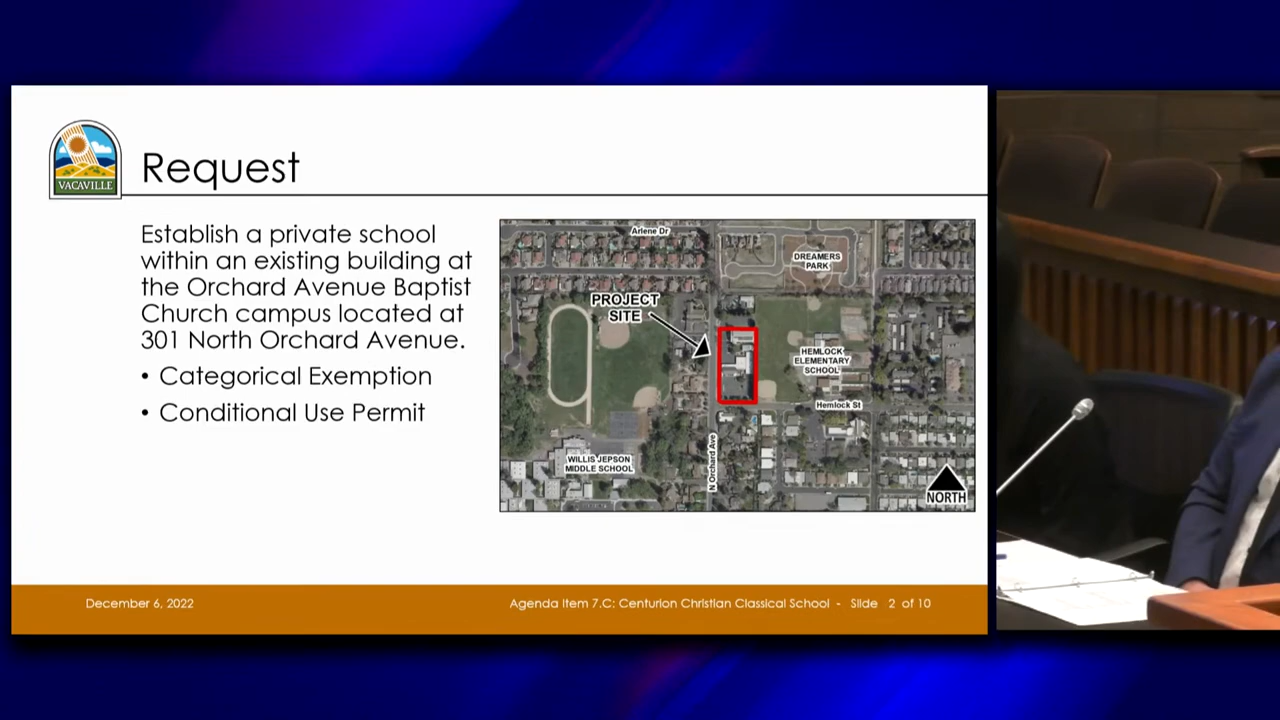 VACAVILLE
Request
Establish a private school
within an existing building at
the Orchard Avenue Baptist
Church campus located at
301 North Orchard Avenue.
• Categorical Exemption
• Conditional Use Permit
Arlene Dr
DREAMERS
PARK
PROJECT
SITE
HEMLOCK
ELEMENTARY
SCHOOL
Hemlock St
N Orchard Ave
WILLIS JEPSON
MIDDLE SCHOOL
NORTH
December 6, 2022
Agenda Item 7.C: Centurion Christian Classical School - Slide 2 of 10